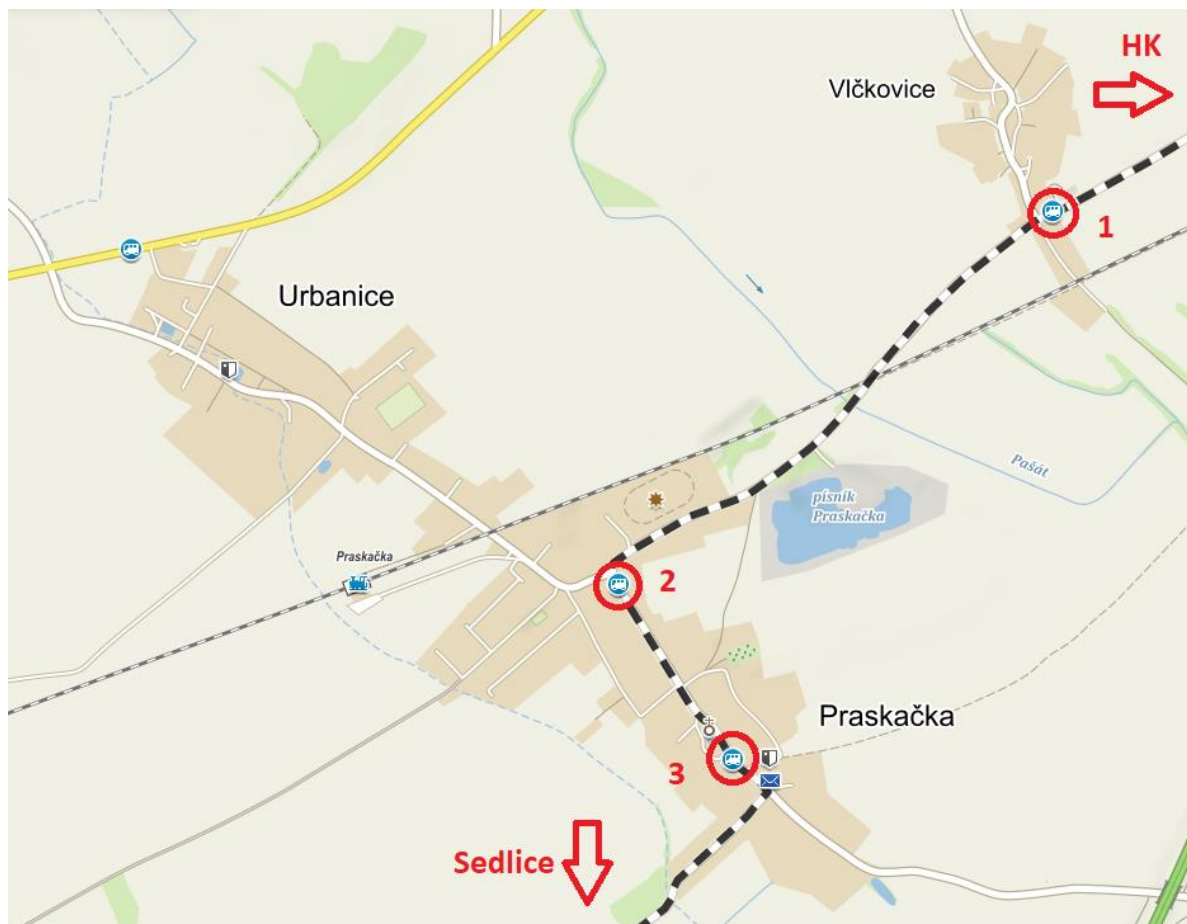 HK
Vlčkovice
1
Urbanice
Pašát
písník
Praskačka
Praskačka
2
Praskačka
3
Sedlice